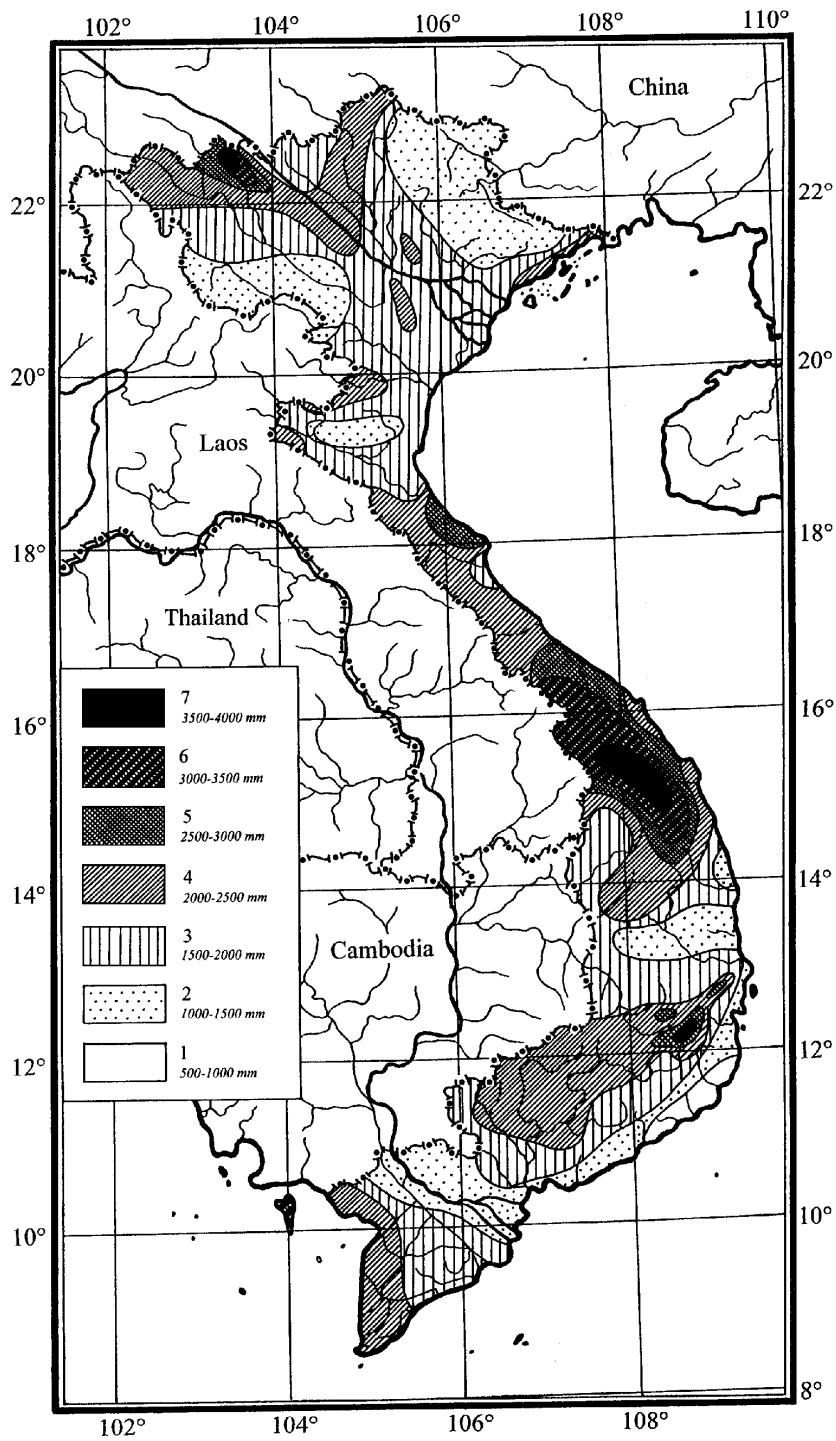 102° 104° 106° 108° 110°
China
22° 22°
20° 20°
Laos
18° 18°
Thailand
16° 16°
7
3500-4000 mm
6
3000-3500 mm
5
2500-3000 mm
4
2000-2500 mm
3
1500-2000 mm
2
1000-1500 mm
1
500-1000 mm
14° 14°
Cambodia
12° 12°
10° 10°
8° 8°
102° 104° 106° 108°